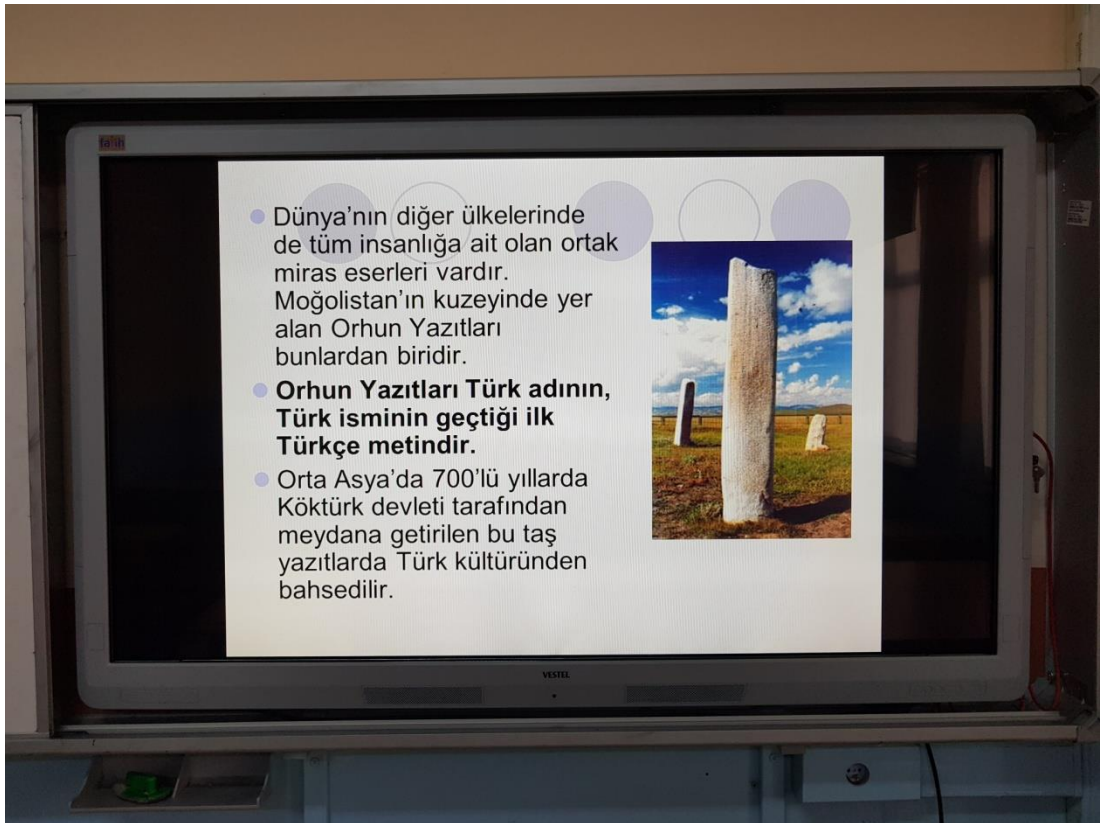 fatih
Dünya'nın diğer ülkelerinde
de tüm insanlığa ait olan ortak
miras eserleri vardır.
Moğolistan'ın kuzeyinde yer
alan Orhun Yazıtları
bunlardan biridir.
Orhun Yazıtları Türk adının,
Türk isminin geçtiği ilk
Türkçe metindir.
Orta Asya'da 700'lü yıllarda
Köktürk devleti tarafından
meydana getirilen bu taş
yazıtlarda Türk kültüründen
bahsedilir.
VESTEL